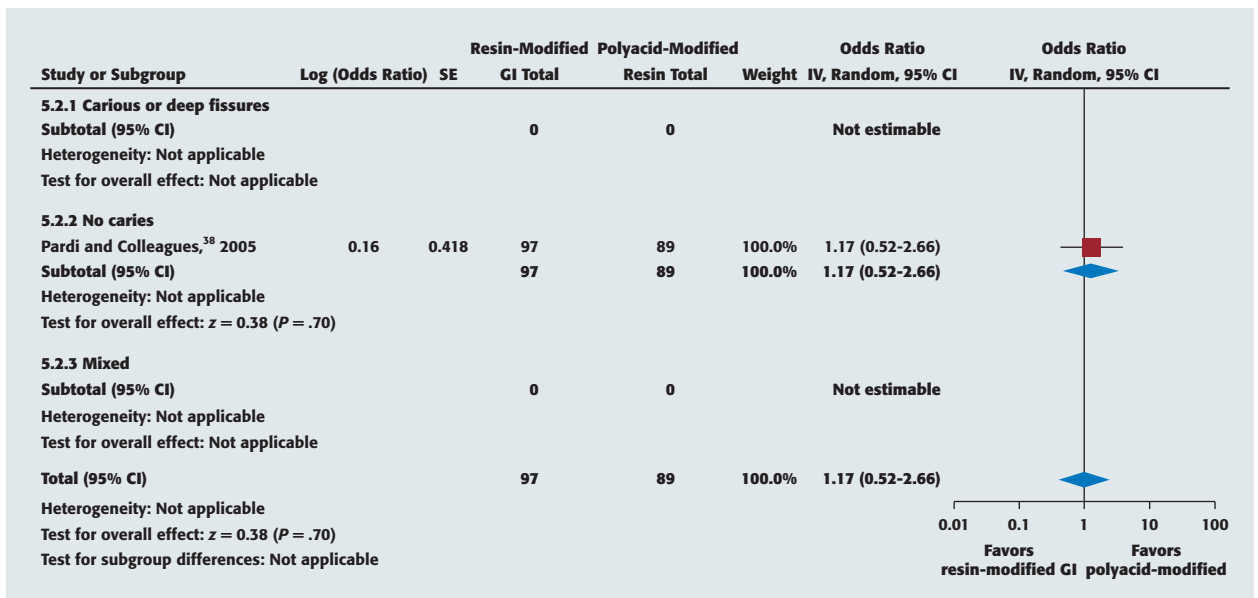 Resin-Modified Polyacid-Modified Odds Ratio Odds Ratio
Study or Subgroup Log (Odds Ratio) SE GI Total Resin Total Weight IV, Random, 95% CI IV, Random, 95% CI
5.2.1 Carious or deep fissures
Subtotal (95% CI) 0 0 Not estimable
Heterogeneity: Not applicable
Test for overall effect: Not applicable
5.2.2 No caries
Pardi and Colleagues,38 2005 0.16 0.418 97 89 100.0% 1.17 (0.52-2.66)
Subtotal (95% CI) 97 89 100.0% 1.17 (0.52-2.66)
Heterogeneity: Not applicable
Test for overall effect: z = 0.38 (P = .70)
5.2.3 Mixed
Subtotal (95% CI) 0 0 Not estimable
Heterogeneity: Not applicable
Test for overall effect: Not applicable
Total (95% CI) 97 89 100.0% 1.17 (0.52-2.66)
Heterogeneity: Not applicable
Test for overall effect: z = 0.38 (P = .70)
Test for subgroup differences: Not applicable
0.01 0.1 1 10 100
Favors Favors
resin-modified GI polyacid-modified